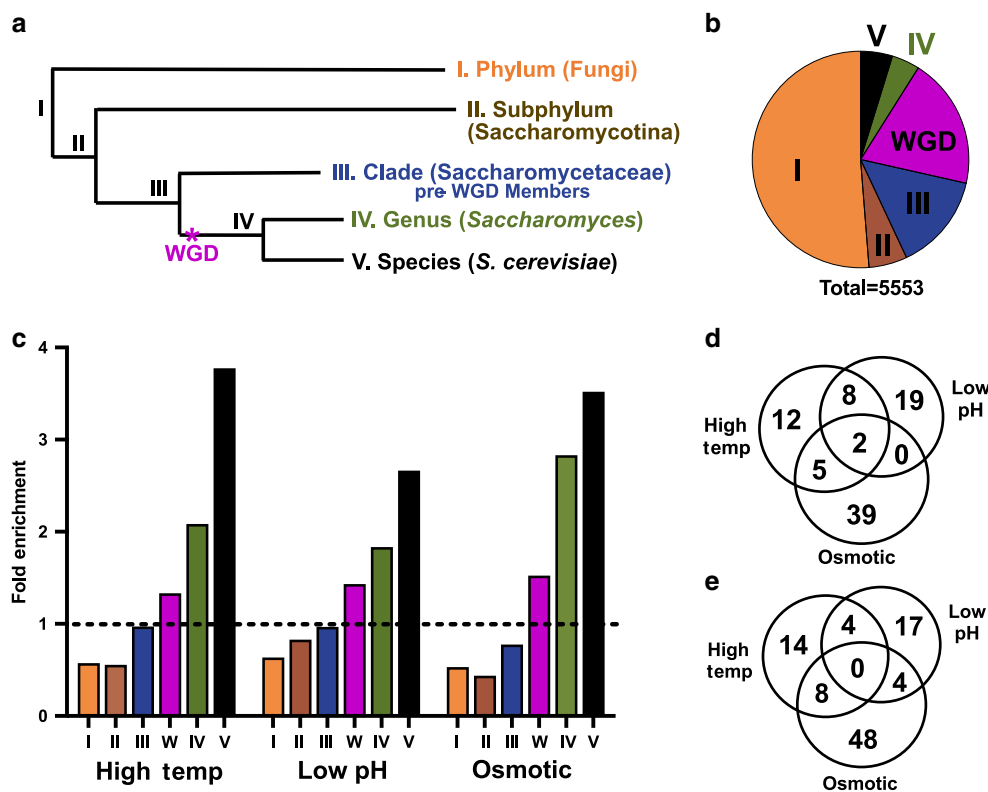 a
I. Phylum (Fungi)
I
II. Subphylum
(Saccharomycotina)
II
III. Clade (Saccharomycetaceae)
pre- WGD Members
III
IV. Genus (Saccharomyces)
IV
*
WGD
V. Species (S. cerevisiae)
b
V
IV
WGD
I
III
II
Total=5553
c
Fold enrichment
4
3
2
1
0
I II III W IV V I II III W IV V I II III W IV V
High temp Low pH Osmotic
d
8
19
Low
pH
12
High
temp
2
0
5
39
Osmotic
e
4
17
Low
pH
14
High
temp
0
8
4
48
Osmotic